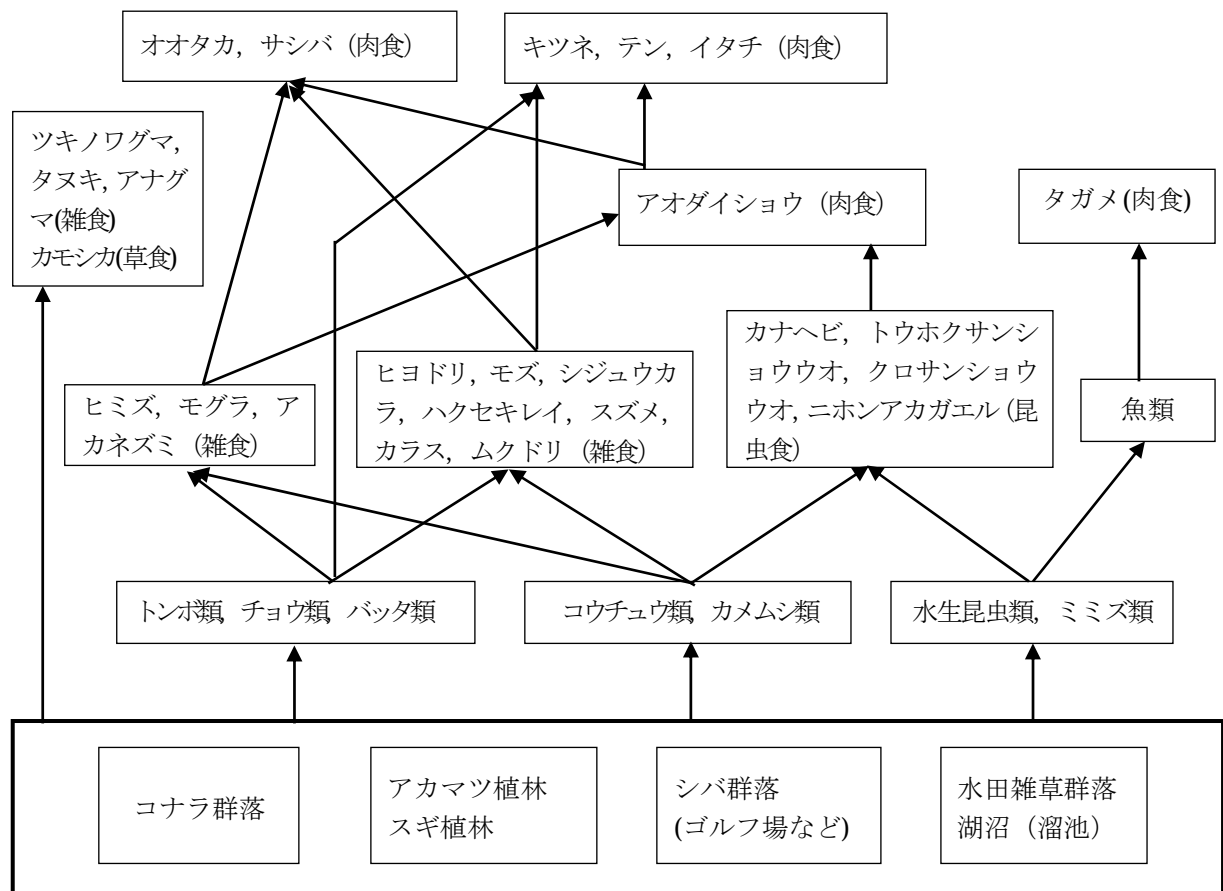 オオタカ，サシバ（肉食）
キツネ，テン，イタチ（肉食）
ツキノワグマ，
タヌキ，アナグ
マ(雑食)
カモシカ(草食)
アオダイショウ（肉食）
タガメ(肉食)
ヒミズ，モグラ，ア
カネズミ（雑食）
ヒヨドリ，モズ，シジュウカ
ラ，ハクセキレイ，スズメ，
カラス，ムクドリ（雑食）
カナヘビ，トウホクサンシ
ョウウオ，クロサンショウ
ウオ，ニホンアカガエル(昆
虫食）
魚類
トンボ類，チョウ類，バッタ類
コウチュウ類，カメムシ類
水生昆虫類，ミミズ類
コナラ群落
アカマツ植林
スギ植林
シバ群落
(ゴルフ場など)
水田雑草群落
湖沼（溜池）